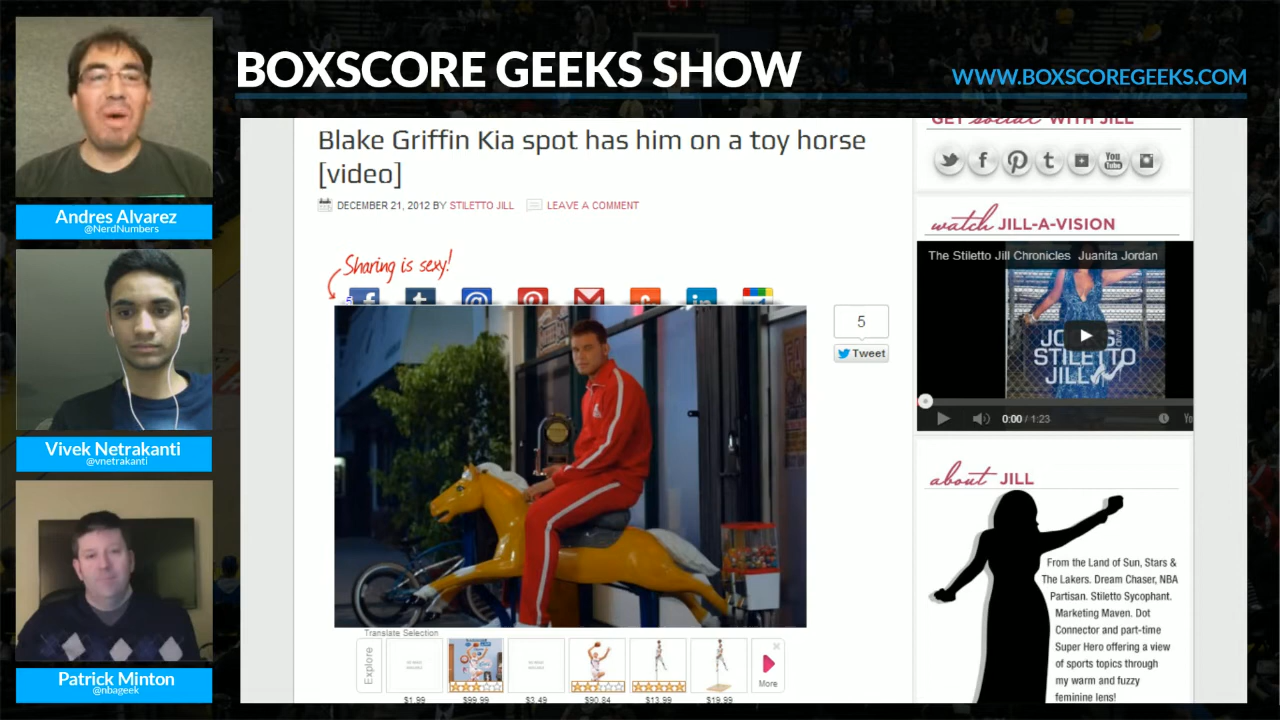 BOXSCORE GEEKS SHOW
WWW.BOXSCOREGEEKS.COM
Andres Alvarez
@NerdNumbers
Vivek Netrakanti
@vnetrakanti
Patrick Minton
@nbageek
Blake Griffin Kia spot has him on a toy horse
[video]
DECEMBER 21, 2012 BY STILETTO JILL
LEAVE A COMMENT
Sharing is sexy!
5
Tweet
Translate Selection
Explore
$1.99
$99.99
$3.49
$90.84
$13.99
$19.99
More
GET social WITH JILL
You
Tube
watch JILL-A-VISION
The Stiletto Jill Chronicles Juanita Jordan
STILETTO
JILL
0:00 / 1:23
about JILL
From the Land of Sun, Stars &
The Lakers. Dream Chaser, NBA
Partisan. Stiletto Sycophant.
Marketing Maven. Dot
Connector and part-time
Super Hero offering a view
of sports topics through
my warm and fuzzy
feminine lens!